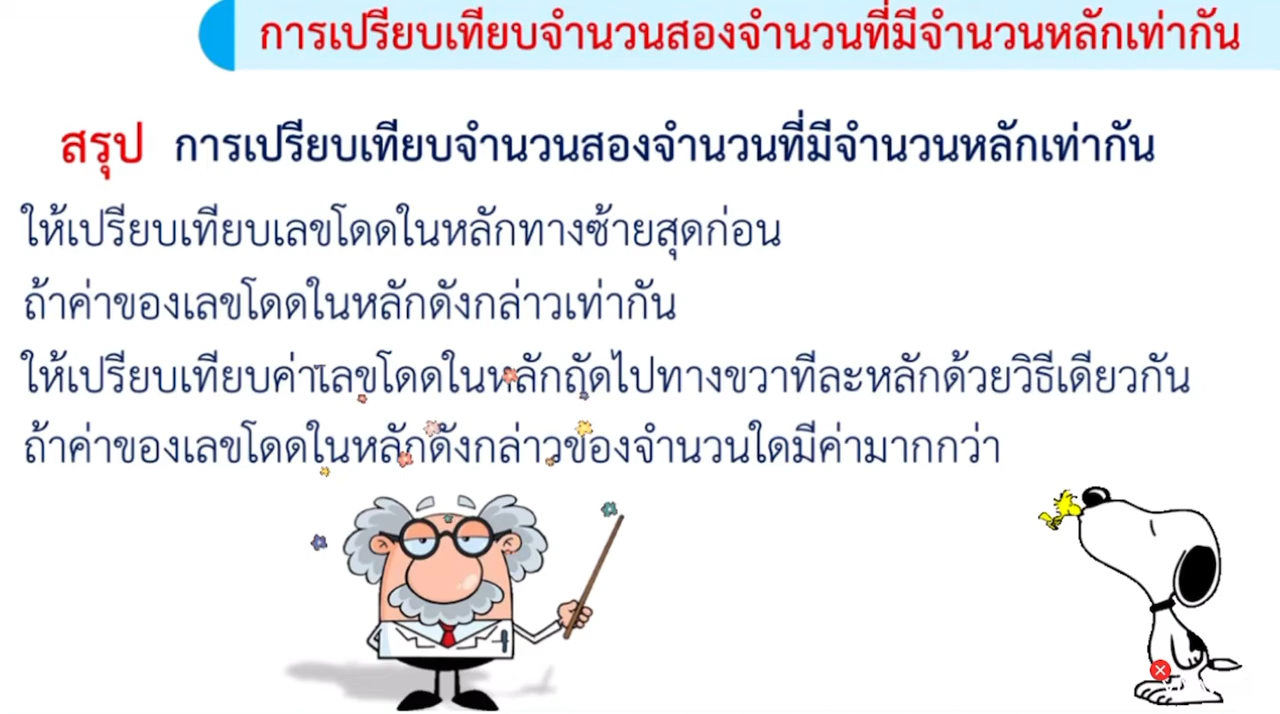 การเปรียบเทียบจำนวนสองจำนวนที่มีจำนวนหลักเท่ากัน
สรุป การเปรียบเทียบจำนวนสองจำนวนที่มีจำนวนหลักเท่ากัน
ให้เปรียบเทียบเลขโดดในหลักทางซ้ายสุดก่อน
ถ้าค่าของเลขโดดในหลักดังกล่าวเท่ากัน
ให้เปรียบเทียบค่าเลขโดดในหลักถัดไปทางขวาทีละหลักด้วยวิธีเดียวกัน
ถ้าค่าของเลขโดดในหลักดังกล่าวของจำนวนใดมีค่ามากกว่า